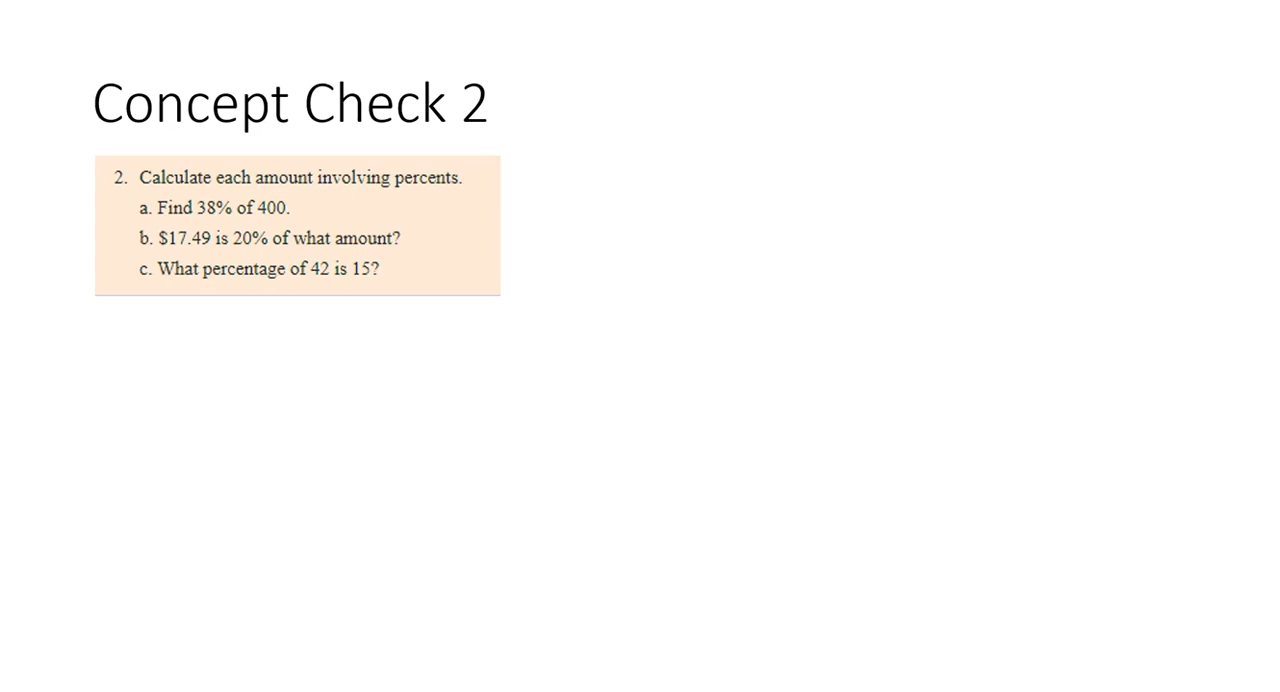 Concept Check 2
2. Calculate each amount involving percents.
a. Find 38% of 400.
b. $17.49 is 20% of what amount?
c. What percentage of 42 is 15?